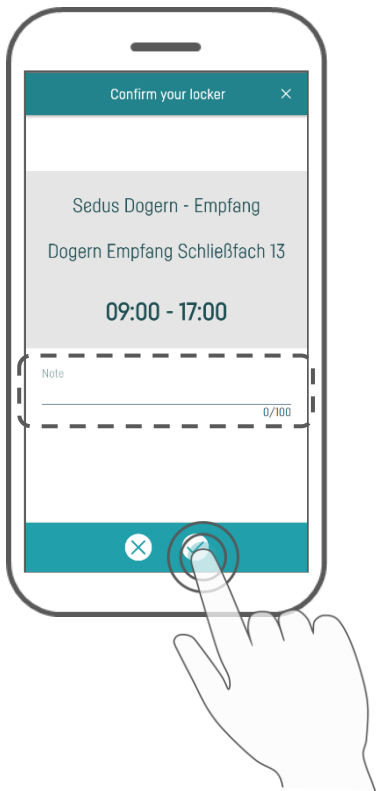 Confirm your locker
Sedus Dogern - Empfang
Dogern Empfang Schließfach 13
09:00 - 17:00
Note
0/100